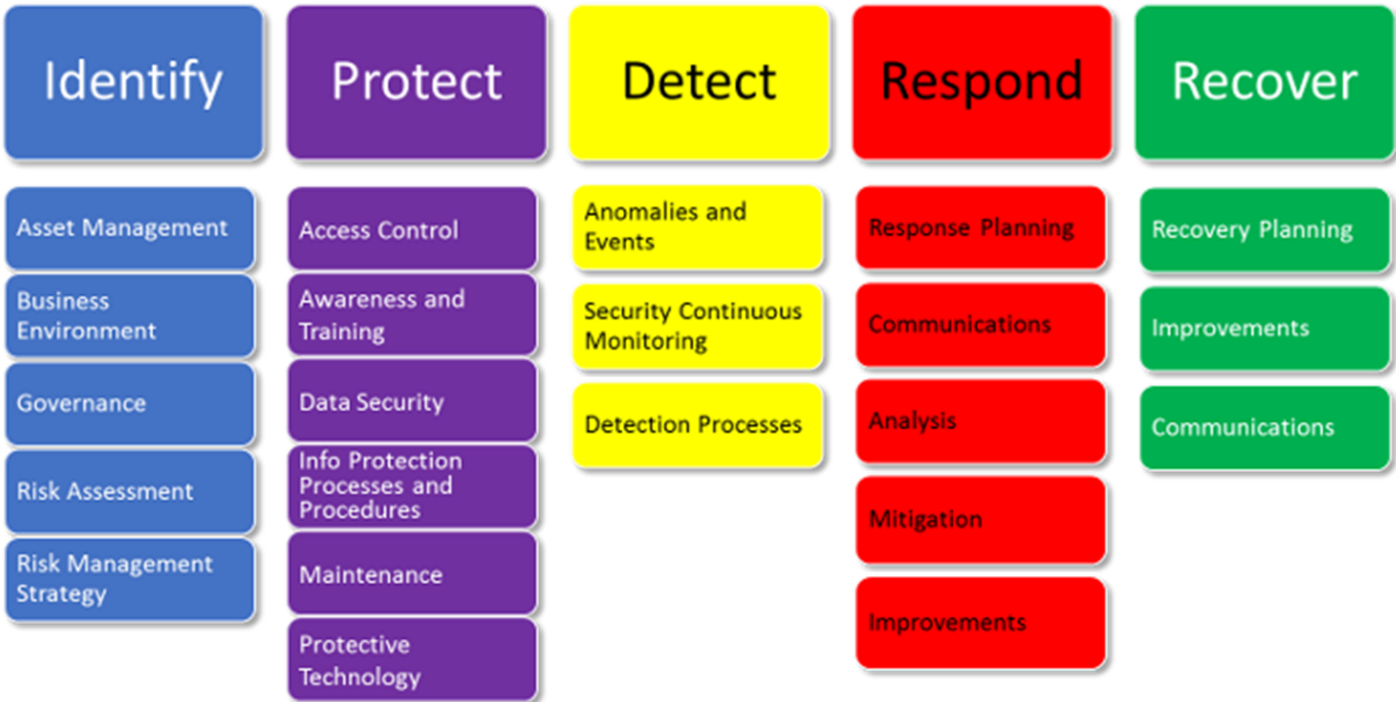 Identify
Protect
Detect
Respond
Recover
Asset Management
Business
Environment
Governance
Risk Assessment
Risk Management
Strategy
Access Control
Awareness and
Training
Data Security
Info Protection
Processes and
Procedures
Maintenance
Protective
Technology
Anomalies and
Events
Security Continuous
Monitoring
Detection Processes
Response Planning
Communications
Analysis
Mitigation
Improvements
Recovery Planning
Improvements
Communications